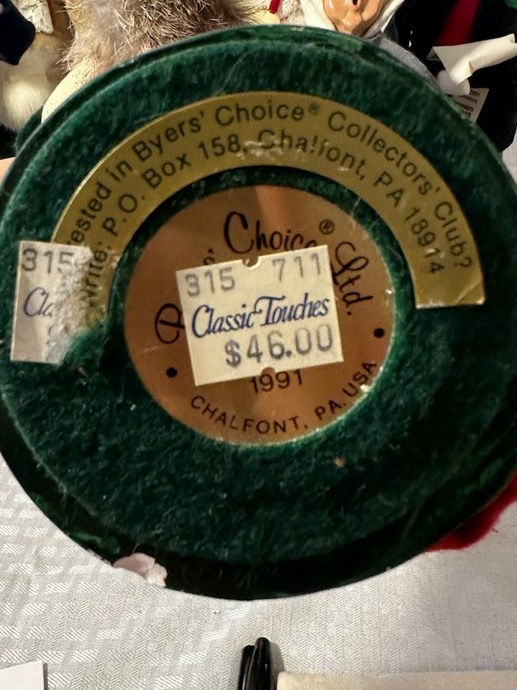 ested in Byers' Choice® Collectors' Club?
Write: P.O. Box 158, Chalfont, PA 18914
Choice® Ltd.
315 711
Classic Touches
$46.00
1991
CHALFONT, PA. USA
315
Cla